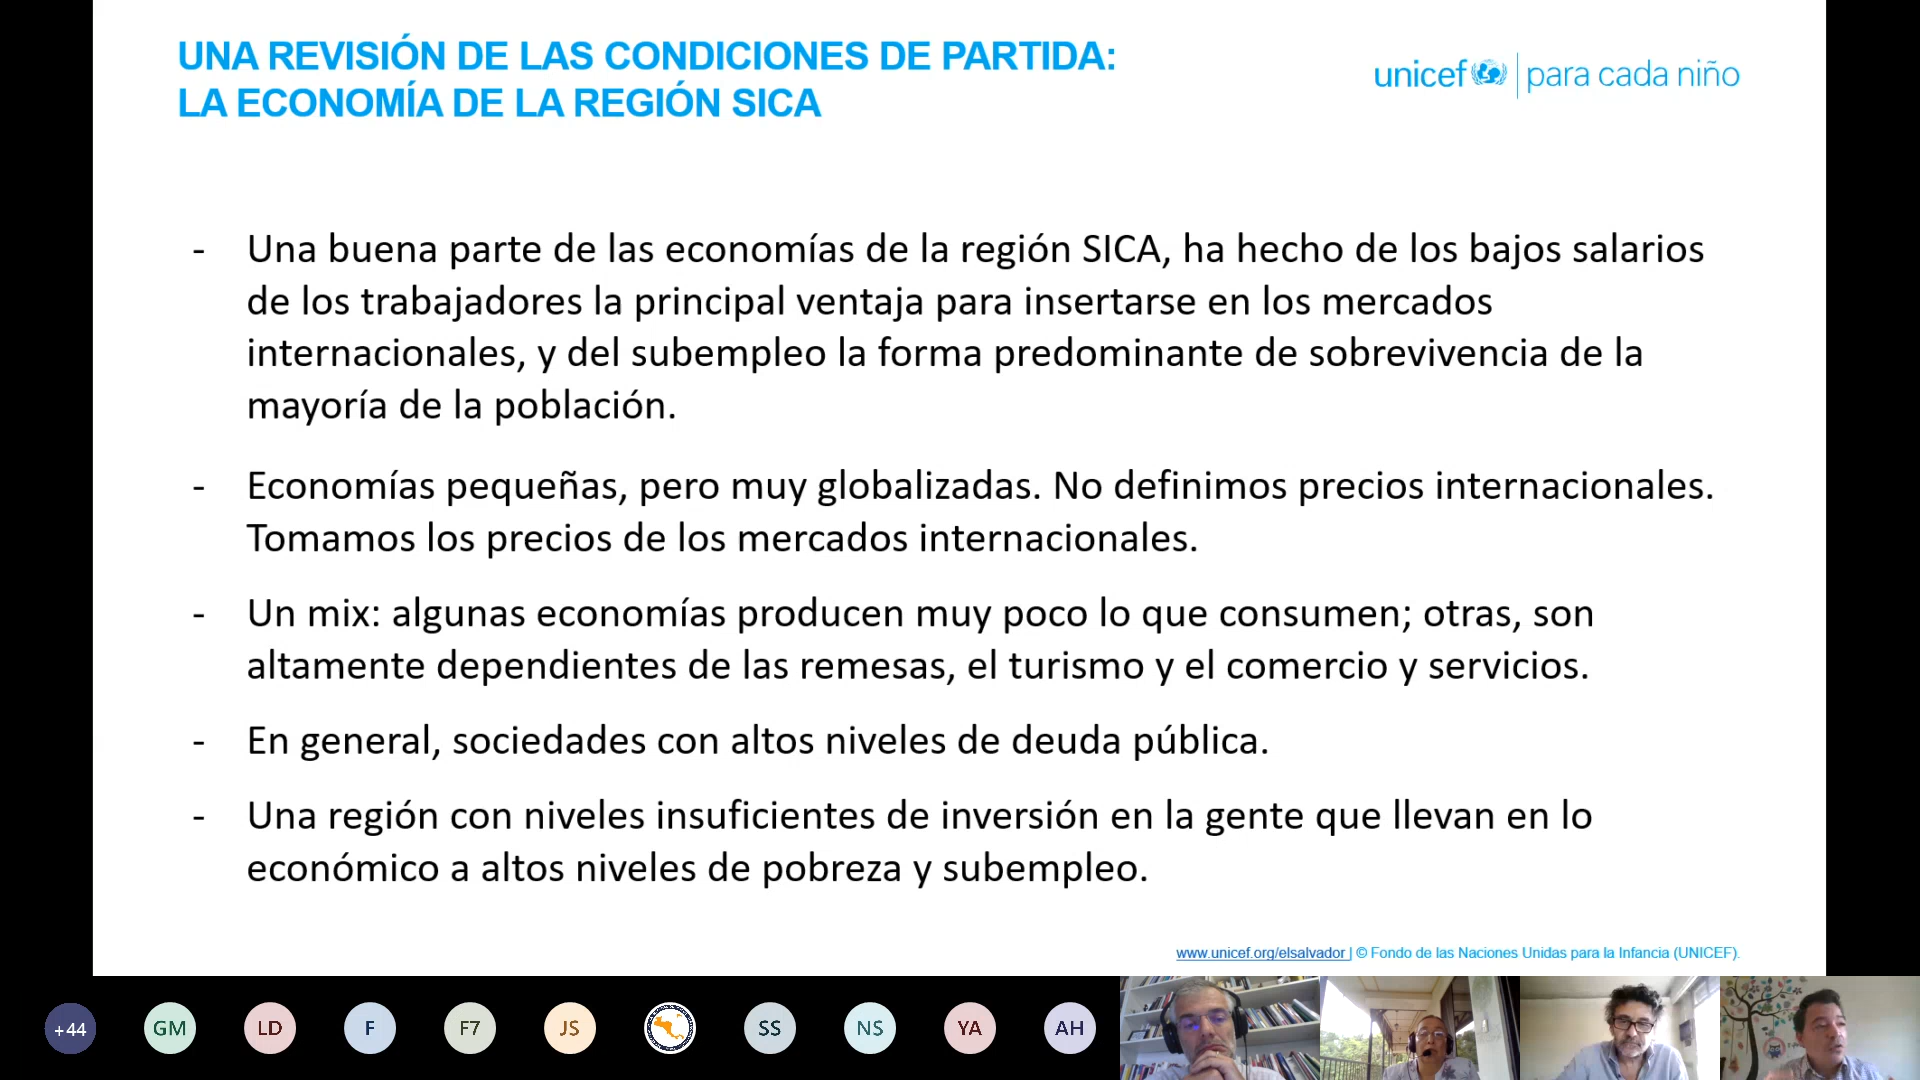 UNA REVISIÓN DE LAS CONDICIONES DE PARTIDA:
LA ECONOMÍA DE LA REGIÓN SICA
unicef para cada niño
- Una buena parte de las economías de la región SICA, ha hecho de los bajos salarios
de los trabajadores la principal ventaja para insertarse en los mercados
internacionales, y del subempleo la forma predominante de sobrevivencia de la
mayoría de la población.
- Economías pequeñas, pero muy globalizadas. No definimos precios internacionales.
Tomamos los precios de los mercados internacionales.
- Un mix: algunas economías producen muy poco lo que consumen; otras, son
altamente dependientes de las remesas, el turismo y el comercio y servicios.
- En general, sociedades con altos niveles de deuda pública.
- Una región con niveles insuficientes de inversión en la gente que llevan en lo
económico a altos niveles de pobreza y subempleo.
www.unicef.org/elsalvador | © Fondo de las Naciones Unidas para la Infancia (UNICEF).
+44 GM LD F F7 JS SS NS YA AH